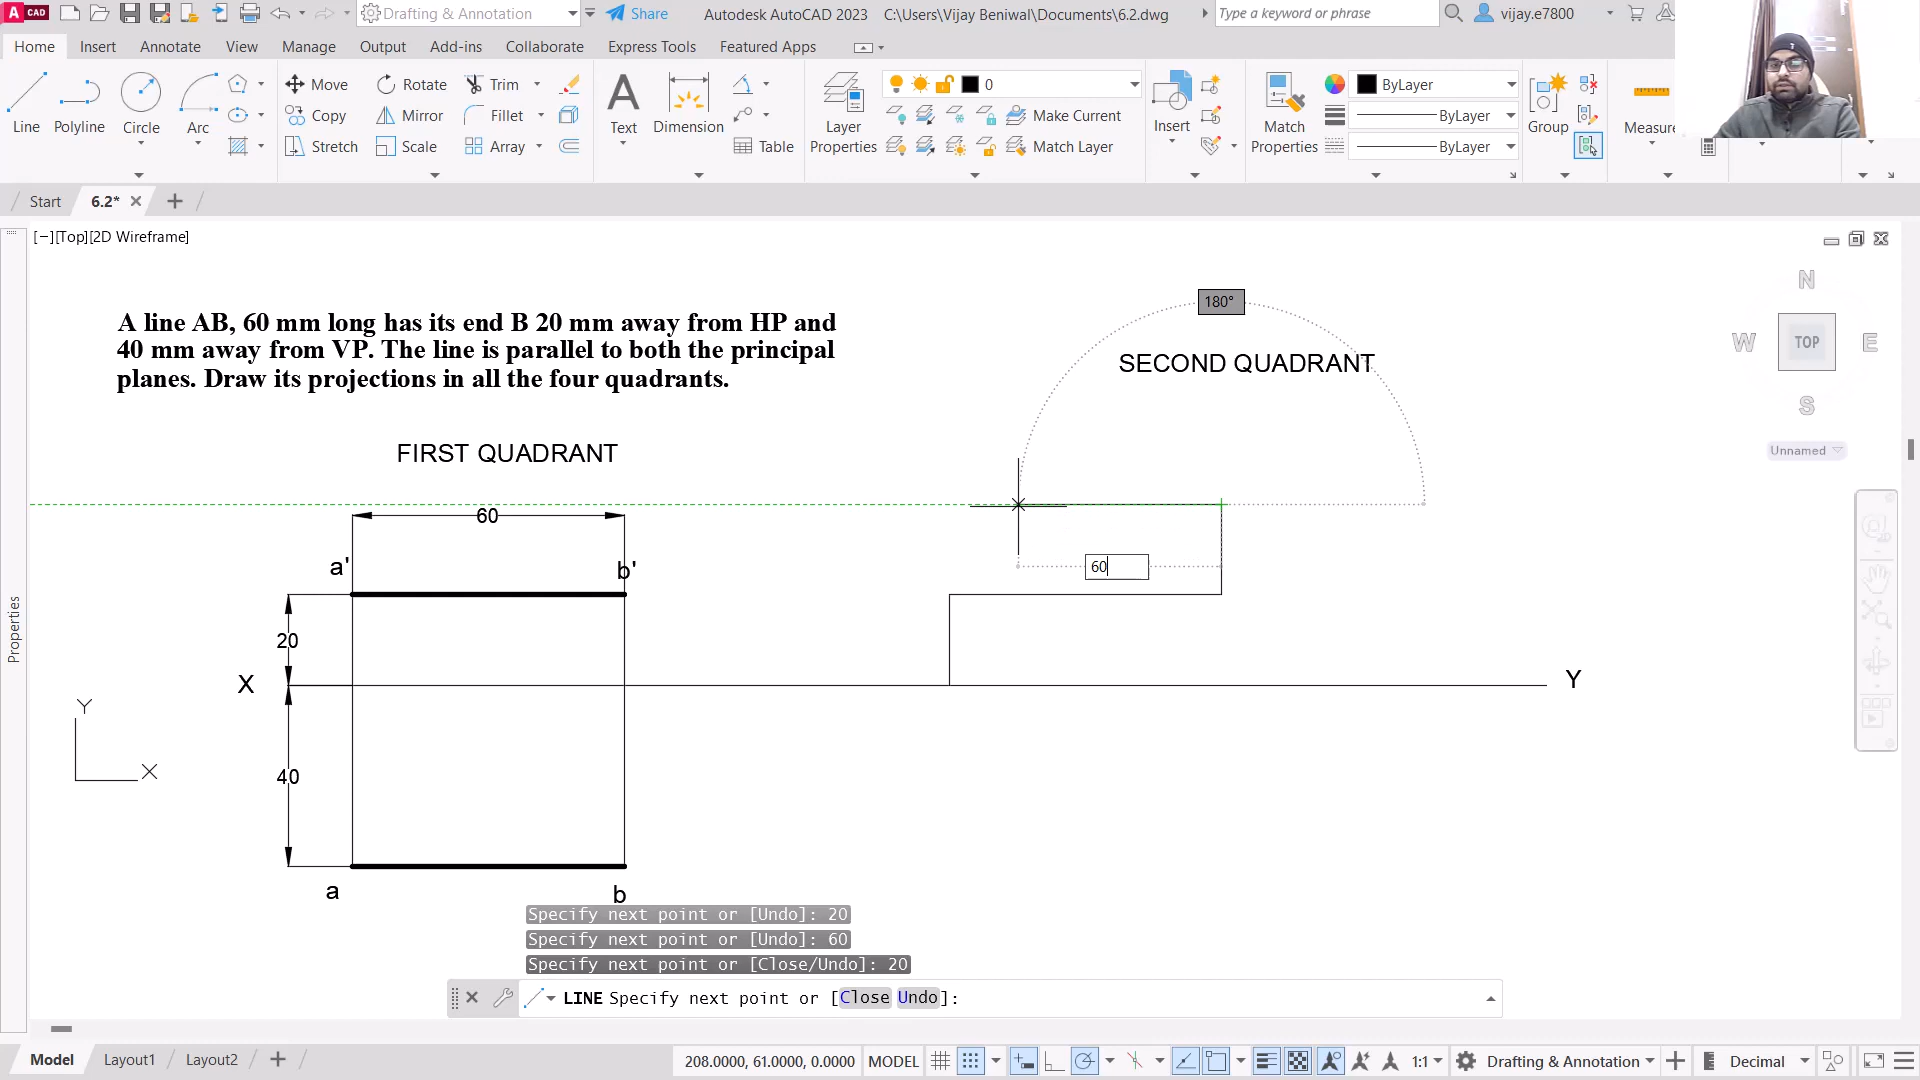 A CAD
Drafting & Annotation
Share
Autodesk AutoCAD 2023 C:\Users\Vijay Beniwal\Documents\6.2.dwg
Type a keyword or phrase
vijay.e7800
Home Insert Annotate View Manage Output Add-ins Collaborate Express Tools Featured Apps
Line
Polyline
Circle
Arc
Move
Rotate
Trim
Copy
Mirror
Fillet
Stretch
Scale
Array
Text
Dimension
Table
Layer
Properties
0
Make Current
Match Layer
Insert
Match
Properties
ByLayer
ByLayer
ByLayer
Group
Measure
Start
6.2*
[−][Top][2D Wireframe]
A line AB, 60 mm long has its end B 20 mm away from HP and
40 mm away from VP. The line is parallel to both the principal
planes. Draw its projections in all the four quadrants.
180°
SECOND QUADRANT
N
W
TOP
E
S
Unnamed
FIRST QUADRANT
60
a'
b'
60
20
X
Y
40
a
b
Y
X
Properties
Specify next point or [Undo]: 20
Specify next point or [Undo]: 60
Specify next point or [Close/Undo]: 20
LINE Specify next point or [Close Undo]:
Model Layout1 Layout2
208.0000, 61.0000, 0.0000 MODEL
1:1
Drafting & Annotation
Decimal